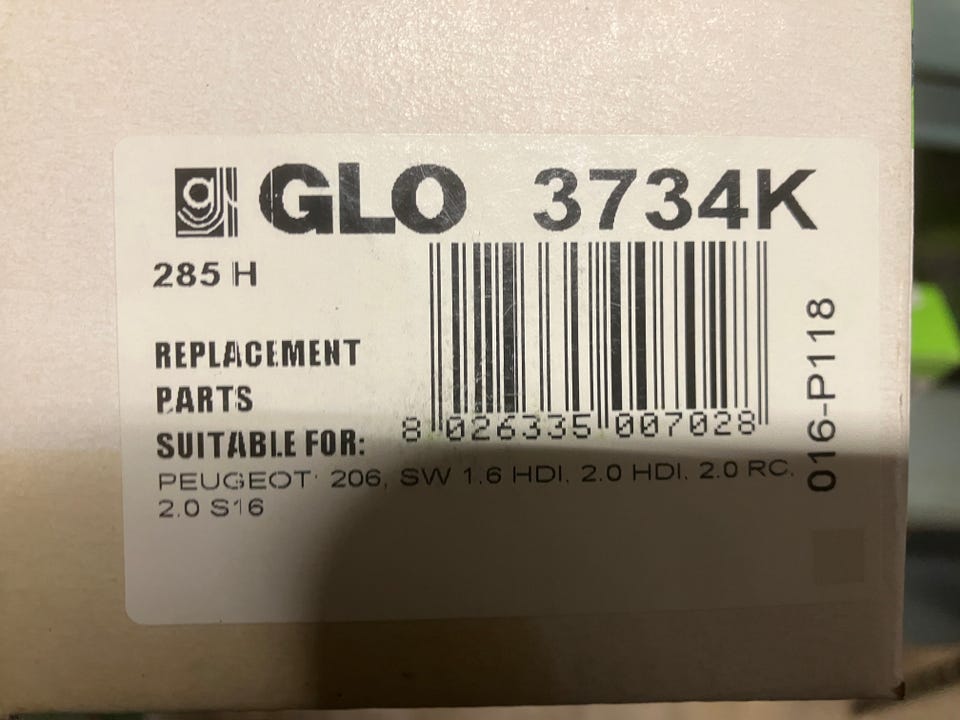 g GLO 3734K
285 H
REPLACEMENT
PARTS
SUITABLE FOR:
8 026335 007028
PEUGEOT: 206, SW 1.6 HDI, 2.0 HDI, 2.0 RC,
2.0 S16
016-P118